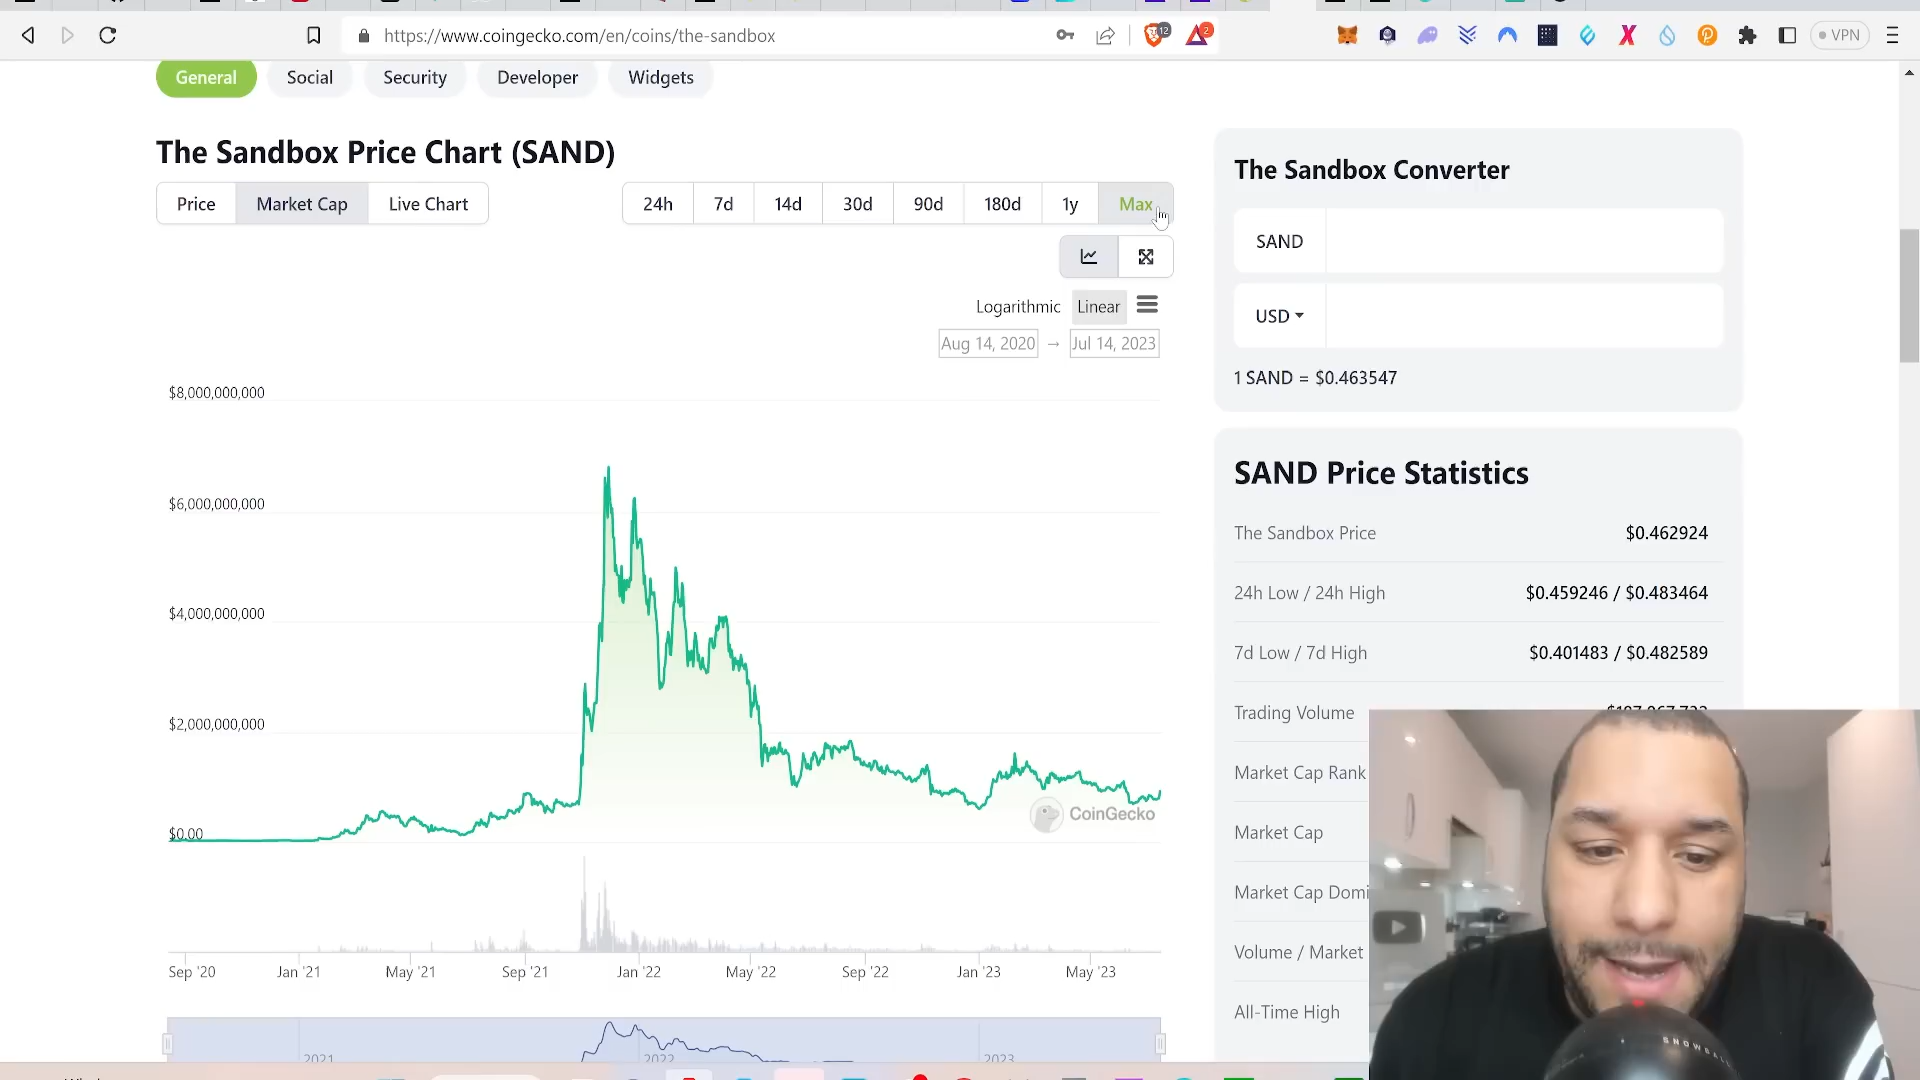 https://www.coingecko.com/en/coins/the-sandbox
12
2
VPN
General
Social
Security
Developer
Widgets
The Sandbox Price Chart (SAND)
Price
Market Cap
Live Chart
24h
7d
14d
30d
90d
180d
1y
Max
Logarithmic
Linear
Aug 14, 2020 → Jul 14, 2023
$8,000,000,000
$6,000,000,000
$4,000,000,000
$2,000,000,000
$0.00
CoinGecko
Sep '20
Jan '21
May '21
Sep '21
Jan '22
May '22
Sep '22
Jan '23
May '23
2021
2022
2023
The Sandbox Converter
SAND
USD
1 SAND = $0.463547
SAND Price Statistics
The Sandbox Price
$0.462924
24h Low / 24h High
$0.459246 / $0.483464
7d Low / 7d High
$0.401483 / $0.482589
Trading Volume
Market Cap Rank
Market Cap
Market Cap Domi
Volume / Market
All-Time High